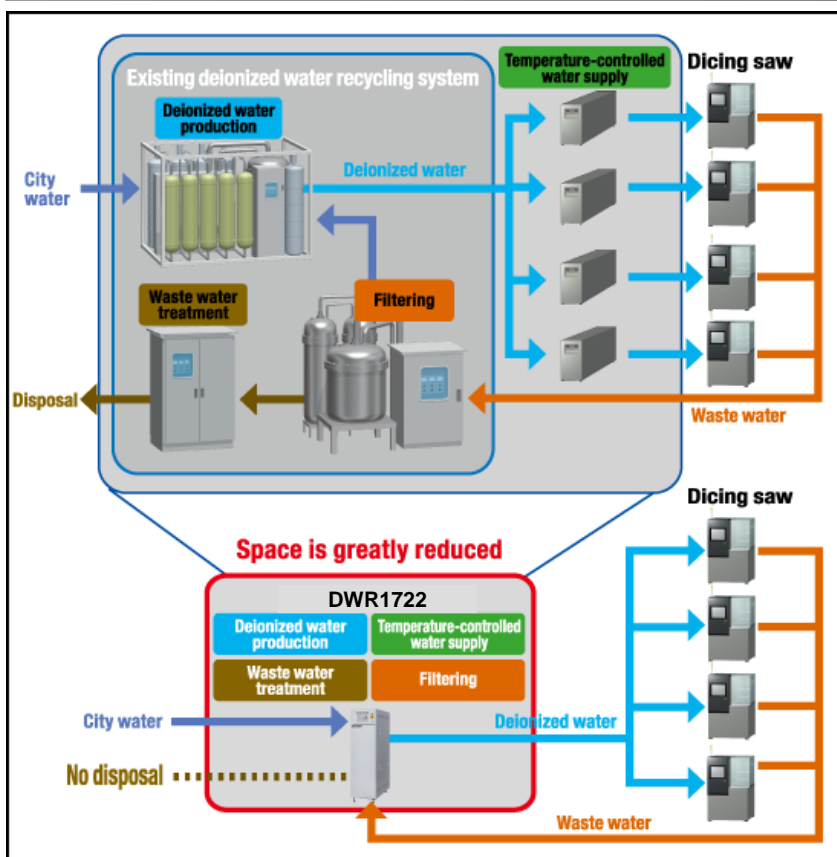 Existing deionized water recycling system
Temperature-controlled
water supply
Dicing saw
Deionized water
production
City
water
Deionized water
Waste water
treatment
Filtering
Disposal
Waste water
Dicing saw
Space is greatly reduced
DWR1722
Deionized water
production
Temperature-controlled
water supply
Waste water
treatment
Filtering
City water
Deionized water
No disposal
Waste water